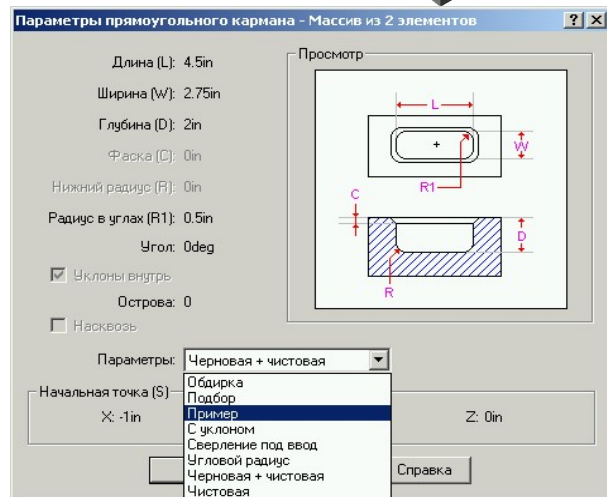 Параметры прямоугольного кармана - Массив из 2 элементов
Длина (L): 4.5in
Ширина (W): 2.75in
Глубина (D): 2in
Фаска (C): 0in
Нижний радиус (R): 0in
Радиус в углах (R1): 0.5in
Угол: 0deg
Уклоны внутрь
Острова: 0
Насквозь
Просмотр
L
W
R1
C
D
R
Параметры: Черновая + чистовая
Обдирка
Подбор
Пример
С уклоном
Сверление под ввод
Угловой радиус
Черновая + чистовая
Чистовая
Начальная точка (S)
X: -1in
Z: 0in
Справка